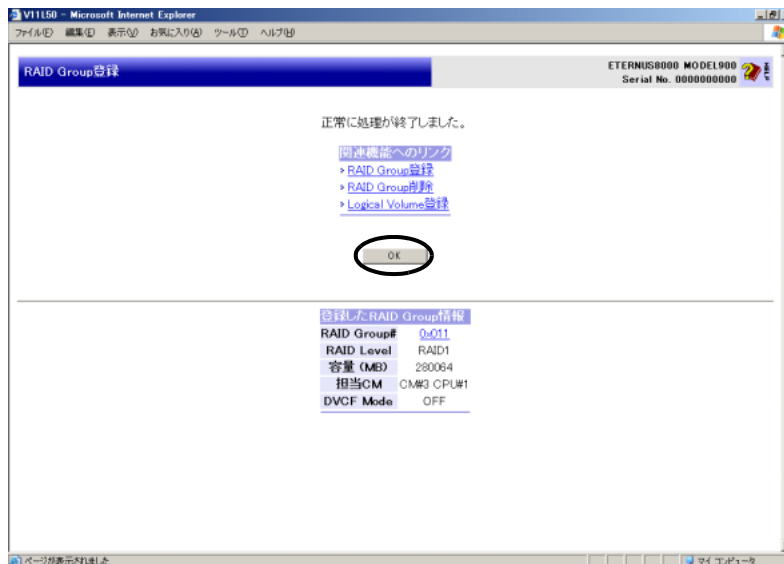 V11L50 - Microsoft Internet Explorer
ファイル(F) 編集(E) 表示(V) お気に入り(A) ツール(T) ヘルプ(H)
RAID Group登録
ETERNUS8000 MODEL900
Serial No. 0000000000
HELP
正常に処理が終了しました。
関連機能へのリンク
RAID Group登録
RAID Group削除
Logical Volume登録
OK
登録したRAID Group情報
RAID Group# 0x011
RAID Level RAID1
容量 (MB) 280064
担当CM CM#3 CPU#1
DVCF Mode OFF
ページが表示されました
マイ コンピュータ